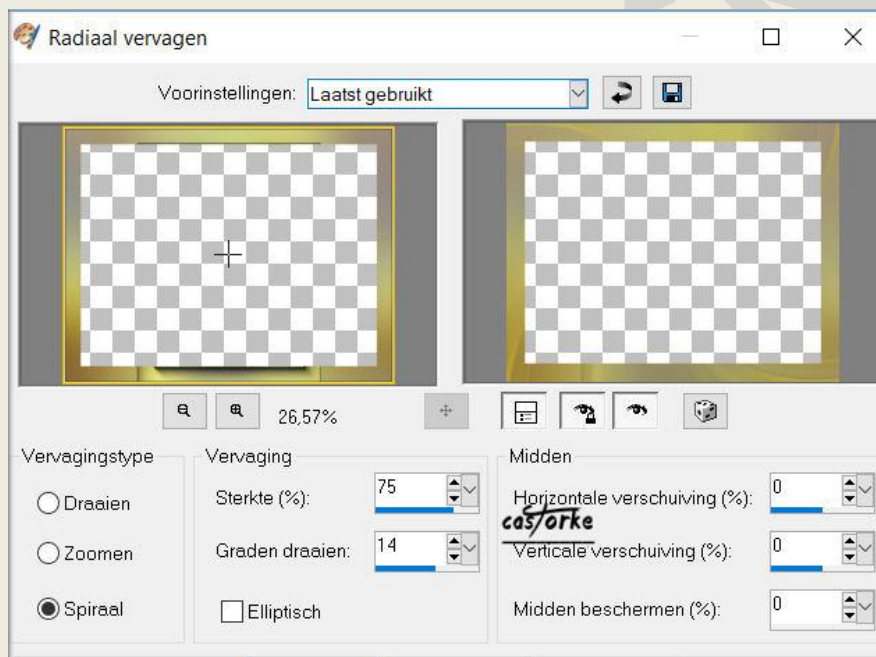 Radiaal vervagen
Voorinstellingen: Laatst gebruikt
26,57%
Vervagingstype
Draaien
Zoomen
Spiraal
Vervaging
Sterkte (%): 75
Graden draaien: 14
Elliptisch
Midden
Horizontale verschuiving (%): 0
castorke
Verticale verschuiving (%): 0
Midden beschermen (%): 0